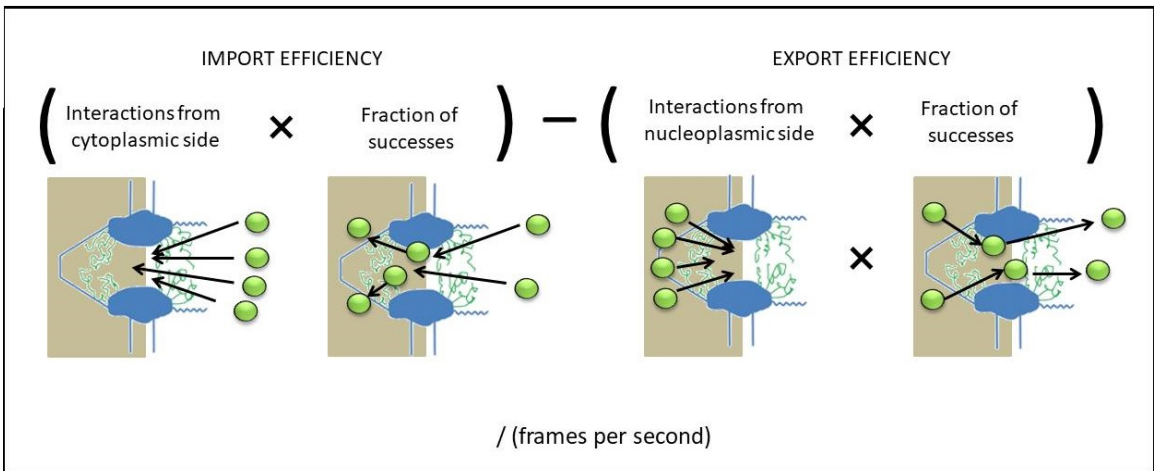 IMPORT EFFICIENCY
EXPORT EFFICIENCY
( Interactions from
cytoplasmic side
×
Fraction of
successes )
−
( Interactions from
nucleoplasmic side
×
Fraction of
successes )
×
/ (frames per second)